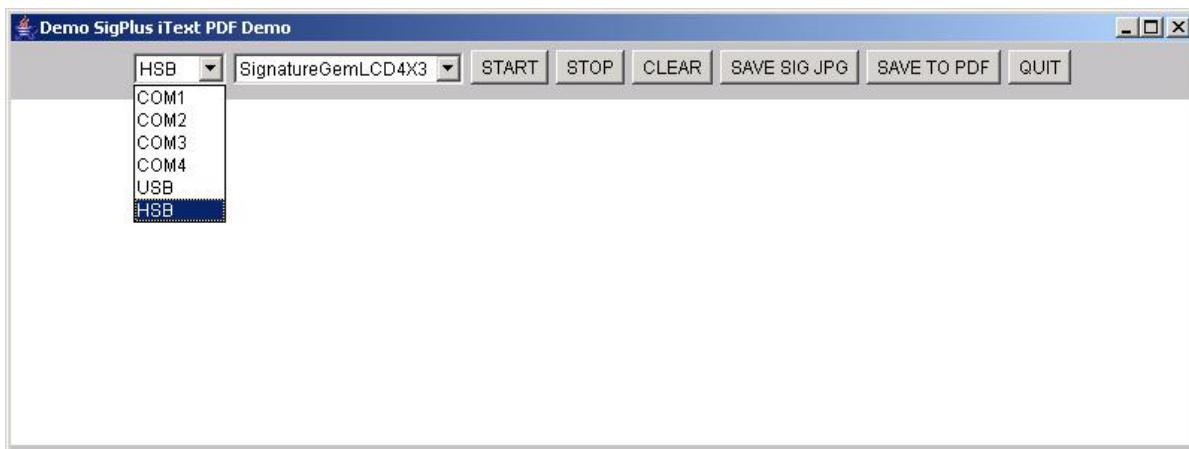 Demo SigPlus iText PDF Demo
HSB SignatureGemLCD4X3 START STOP CLEAR SAVE SIG JPG SAVE TO PDF QUIT
COM1
COM2
COM3
COM4
USB
HSB